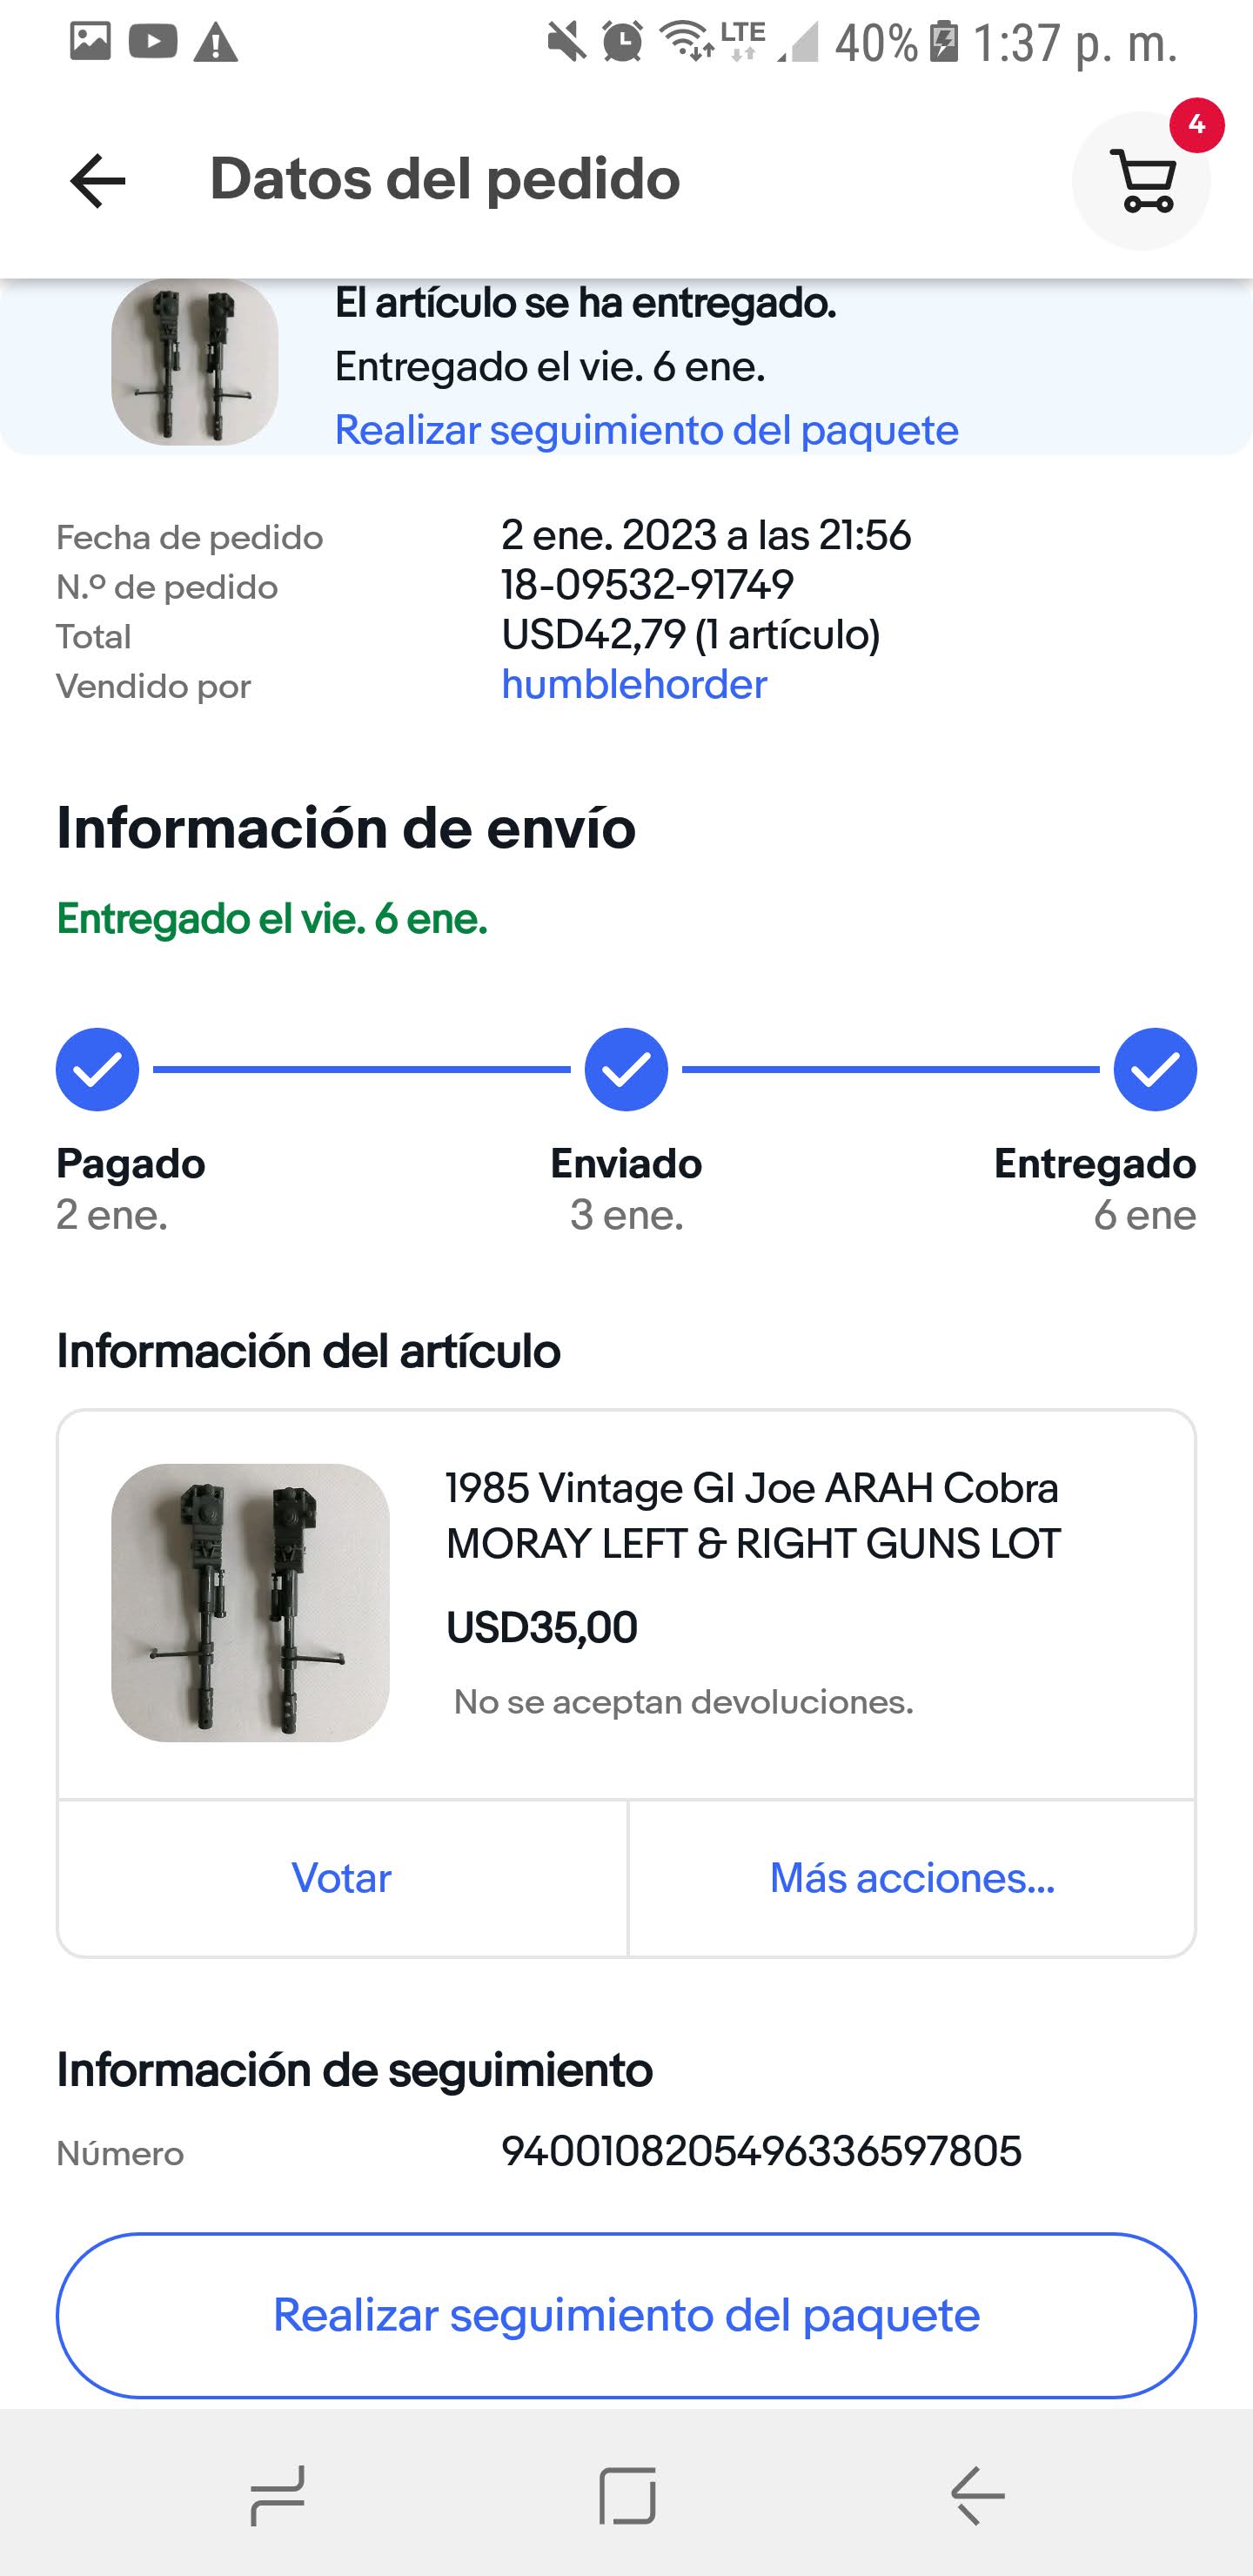 LTE 40% 1:37 p. m.
4
Datos del pedido
El artículo se ha entregado.
Entregado el vie. 6 ene.
Realizar seguimiento del paquete
Fecha de pedido 2 ene. 2023 a las 21:56
N.º de pedido 18-09532-91749
Total USD42,79 (1 artículo)
Vendido por humblehorder
Información de envío
Entregado el vie. 6 ene.
Pagado Enviado Entregado
2 ene. 3 ene. 6 ene
Información del artículo
1985 Vintage GI Joe ARAH Cobra
MORAY LEFT & RIGHT GUNS LOT
USD35,00
No se aceptan devoluciones.
Votar Más acciones...
Información de seguimiento
Número 9400108205496336597805
Realizar seguimiento del paquete